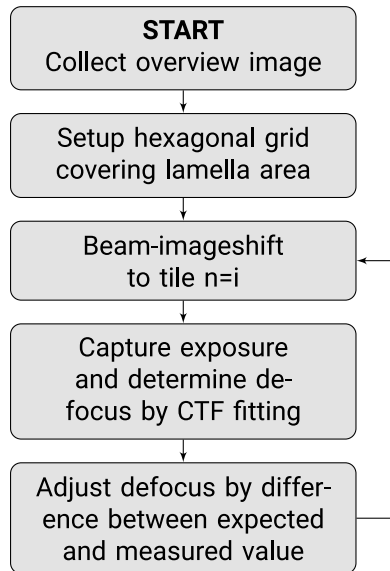 START
Collect overview image
Setup hexagonal grid
covering lamella area
Beam-imageshift
to tile n=i
Capture exposure
and determine de-
focus by CTF fitting
Adjust defocus by differ-
ence between expected
and measured value